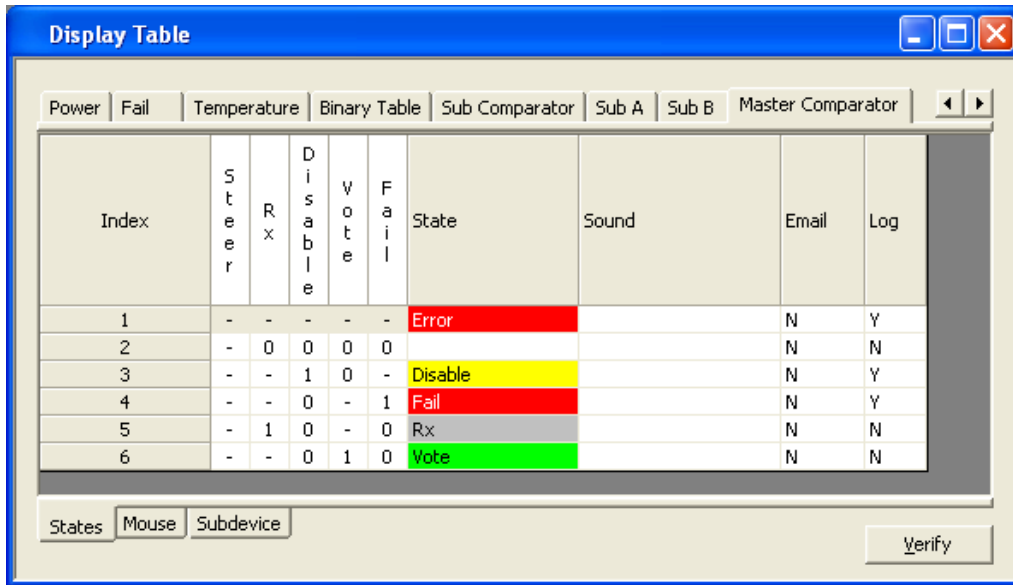 Display Table
Power Fail Temperature Binary Table Sub Comparator Sub A Sub B Master Comparator
Index Steer Rx Disable Vote Fail State Sound Email Log
1 - - - - - Error N Y
2 - 0 0 0 0 N N
3 - - 1 0 - Disable N Y
4 - - 0 - 1 Fail N Y
5 - 1 0 - 0 Rx N N
6 - - 0 1 0 Vote N N
States Mouse Subdevice
Verify